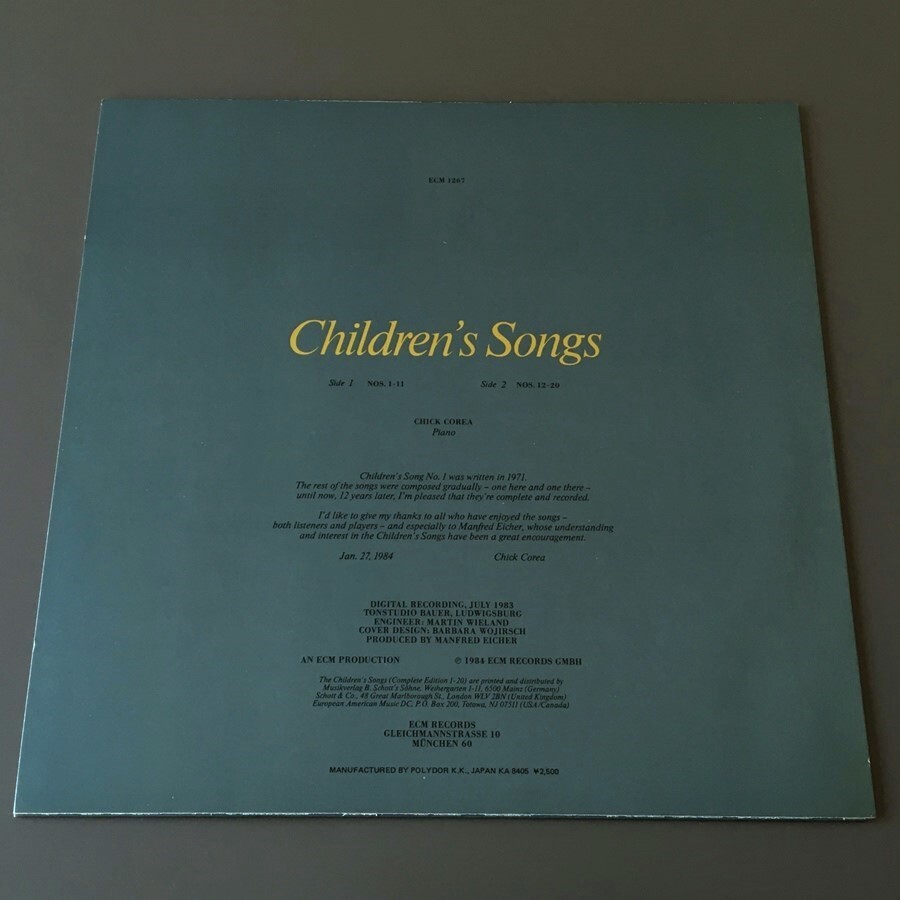 ECM 1267
Children's Songs
Side 1 NOS. 1-11 Side 2 NOS. 12-20
CHICK COREA
Piano
Children's Song No. 1 was written in 1971.
The rest of the songs were composed gradually – one here and one there –
until now, 12 years later, I'm pleased that they're complete and recorded.
I'd like to give my thanks to all who have enjoyed the songs –
both listeners and players – and especially to Manfred Eicher, whose understanding
and interest in the Children's Songs have been a great encouragement.
Jan. 27, 1984 Chick Corea
DIGITAL RECORDING, JULY 1983
TONSTUDIO BAUER, LUDWIGSBURG
ENGINEER: MARTIN WIELAND
COVER DESIGN: BARBARA WOJIRSCH
PRODUCED BY MANFRED EICHER
AN ECM PRODUCTION ℗ 1984 ECM RECORDS GMBH
The Children's Songs (Complete Edition 1-20) are printed and distributed by
Musikverlag B. Schott's Söhne, Weihergarten 1-11, 6500 Mainz (Germany)
Schott & Co., 48 Great Marlborough St., London W1V 2BN (United Kingdom)
European American Music DC, P.O. Box 200, Totowa, NJ 07511 (USA/Canada)
ECM RECORDS
GLEICHMANNSTRASSE 10
MÜNCHEN 60
MANUFACTURED BY POLYDOR K.K., JAPAN KA 8405 ¥2,500